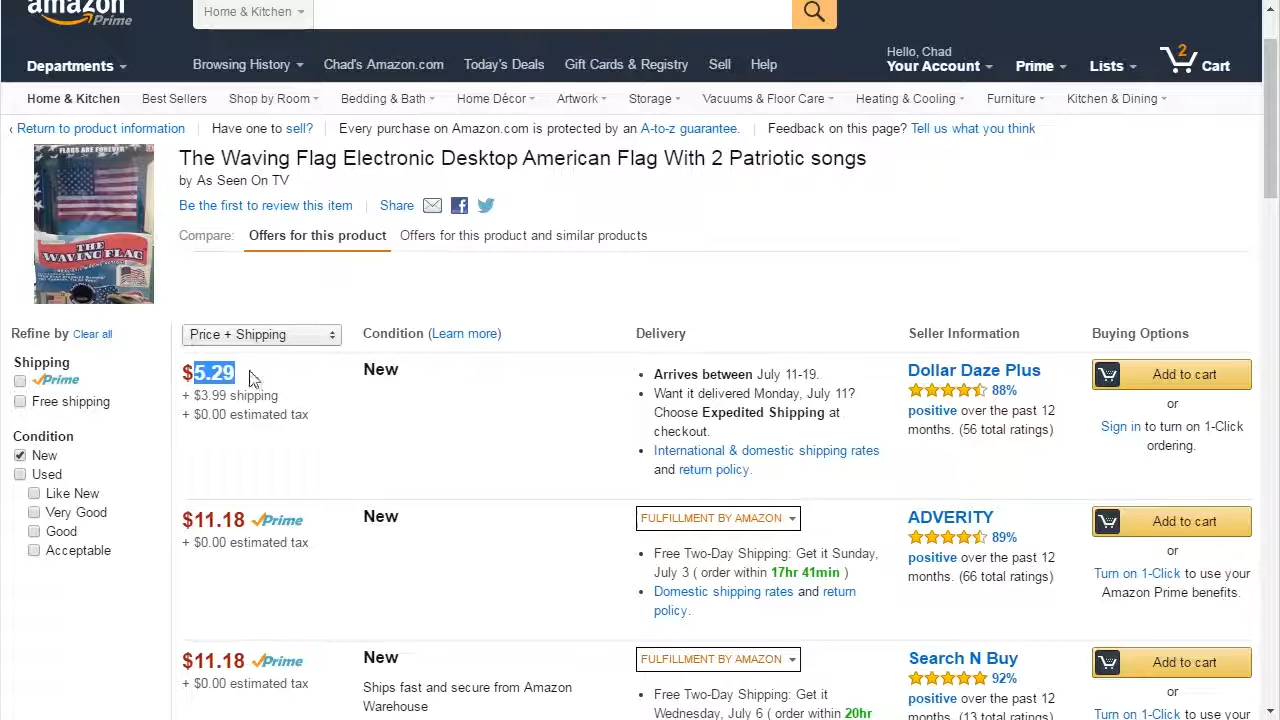 amazon
Prime
Home & Kitchen
Departments
Browsing History
Chad's Amazon.com
Today's Deals
Gift Cards & Registry
Sell
Help
Hello, Chad
Your Account
Prime
Lists
2
Cart
Home & Kitchen
Best Sellers
Shop by Room
Bedding & Bath
Home Décor
Artwork
Storage
Vacuums & Floor Care
Heating & Cooling
Furniture
Kitchen & Dining
‹ Return to product information
Have one to sell?
Every purchase on Amazon.com is protected by an A-to-z guarantee.
Feedback on this page? Tell us what you think
FLAGS ARE FOREVER
THE
WAVING FLAG
The Waving Flag Electronic Desktop American Flag With 2 Patriotic songs
by As Seen On TV
Be the first to review this item
Share
Compare:
Offers for this product
Offers for this product and similar products
Refine by Clear all
Shipping
Prime
Free shipping
Condition
New
Used
Like New
Very Good
Good
Acceptable
Price + Shipping
Condition (Learn more)
Delivery
Seller Information
Buying Options
$5.29
+ $3.99 shipping
+ $0.00 estimated tax
New
• Arrives between July 11-19.
• Want it delivered Monday, July 11?
Choose Expedited Shipping at
checkout.
• International & domestic shipping rates
and return policy.
Dollar Daze Plus
88%
positive over the past 12
months. (56 total ratings)
Add to cart
or
Sign in to turn on 1-Click
ordering.
$11.18 Prime
+ $0.00 estimated tax
New
FULFILLMENT BY AMAZON
• Free Two-Day Shipping: Get it Sunday,
July 3 ( order within 17hr 41min )
• Domestic shipping rates and return
policy.
ADVERITY
89%
positive over the past 12
months. (66 total ratings)
Add to cart
or
Turn on 1-Click to use your
Amazon Prime benefits.
$11.18 Prime
+ $0.00 estimated tax
New
Ships fast and secure from Amazon
Warehouse
FULFILLMENT BY AMAZON
• Free Two-Day Shipping: Get it
Wednesday, July 6 ( order within 20hr
Search N Buy
92%
positive over the past 12
months. (13 total ratings)
Add to cart
or
Turn on 1-Click to use your